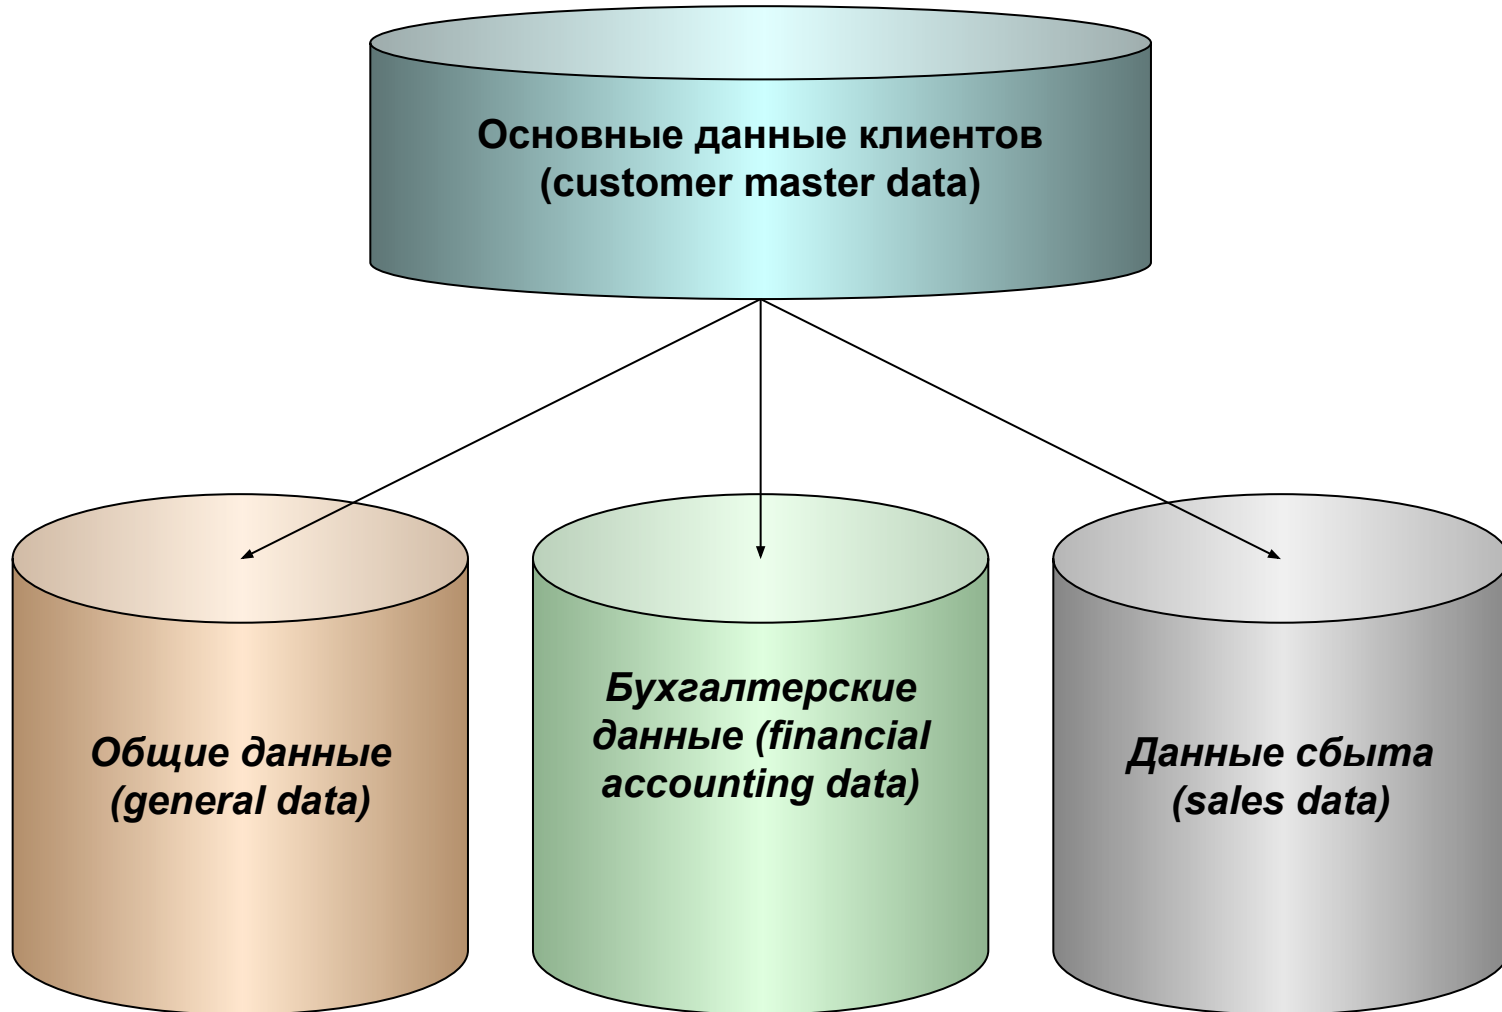 Основные данные клиентов
(customer master data)
Общие данные
(general data)
Бухгалтерские
данные (financial
accounting data)
Данные сбыта
(sales data)